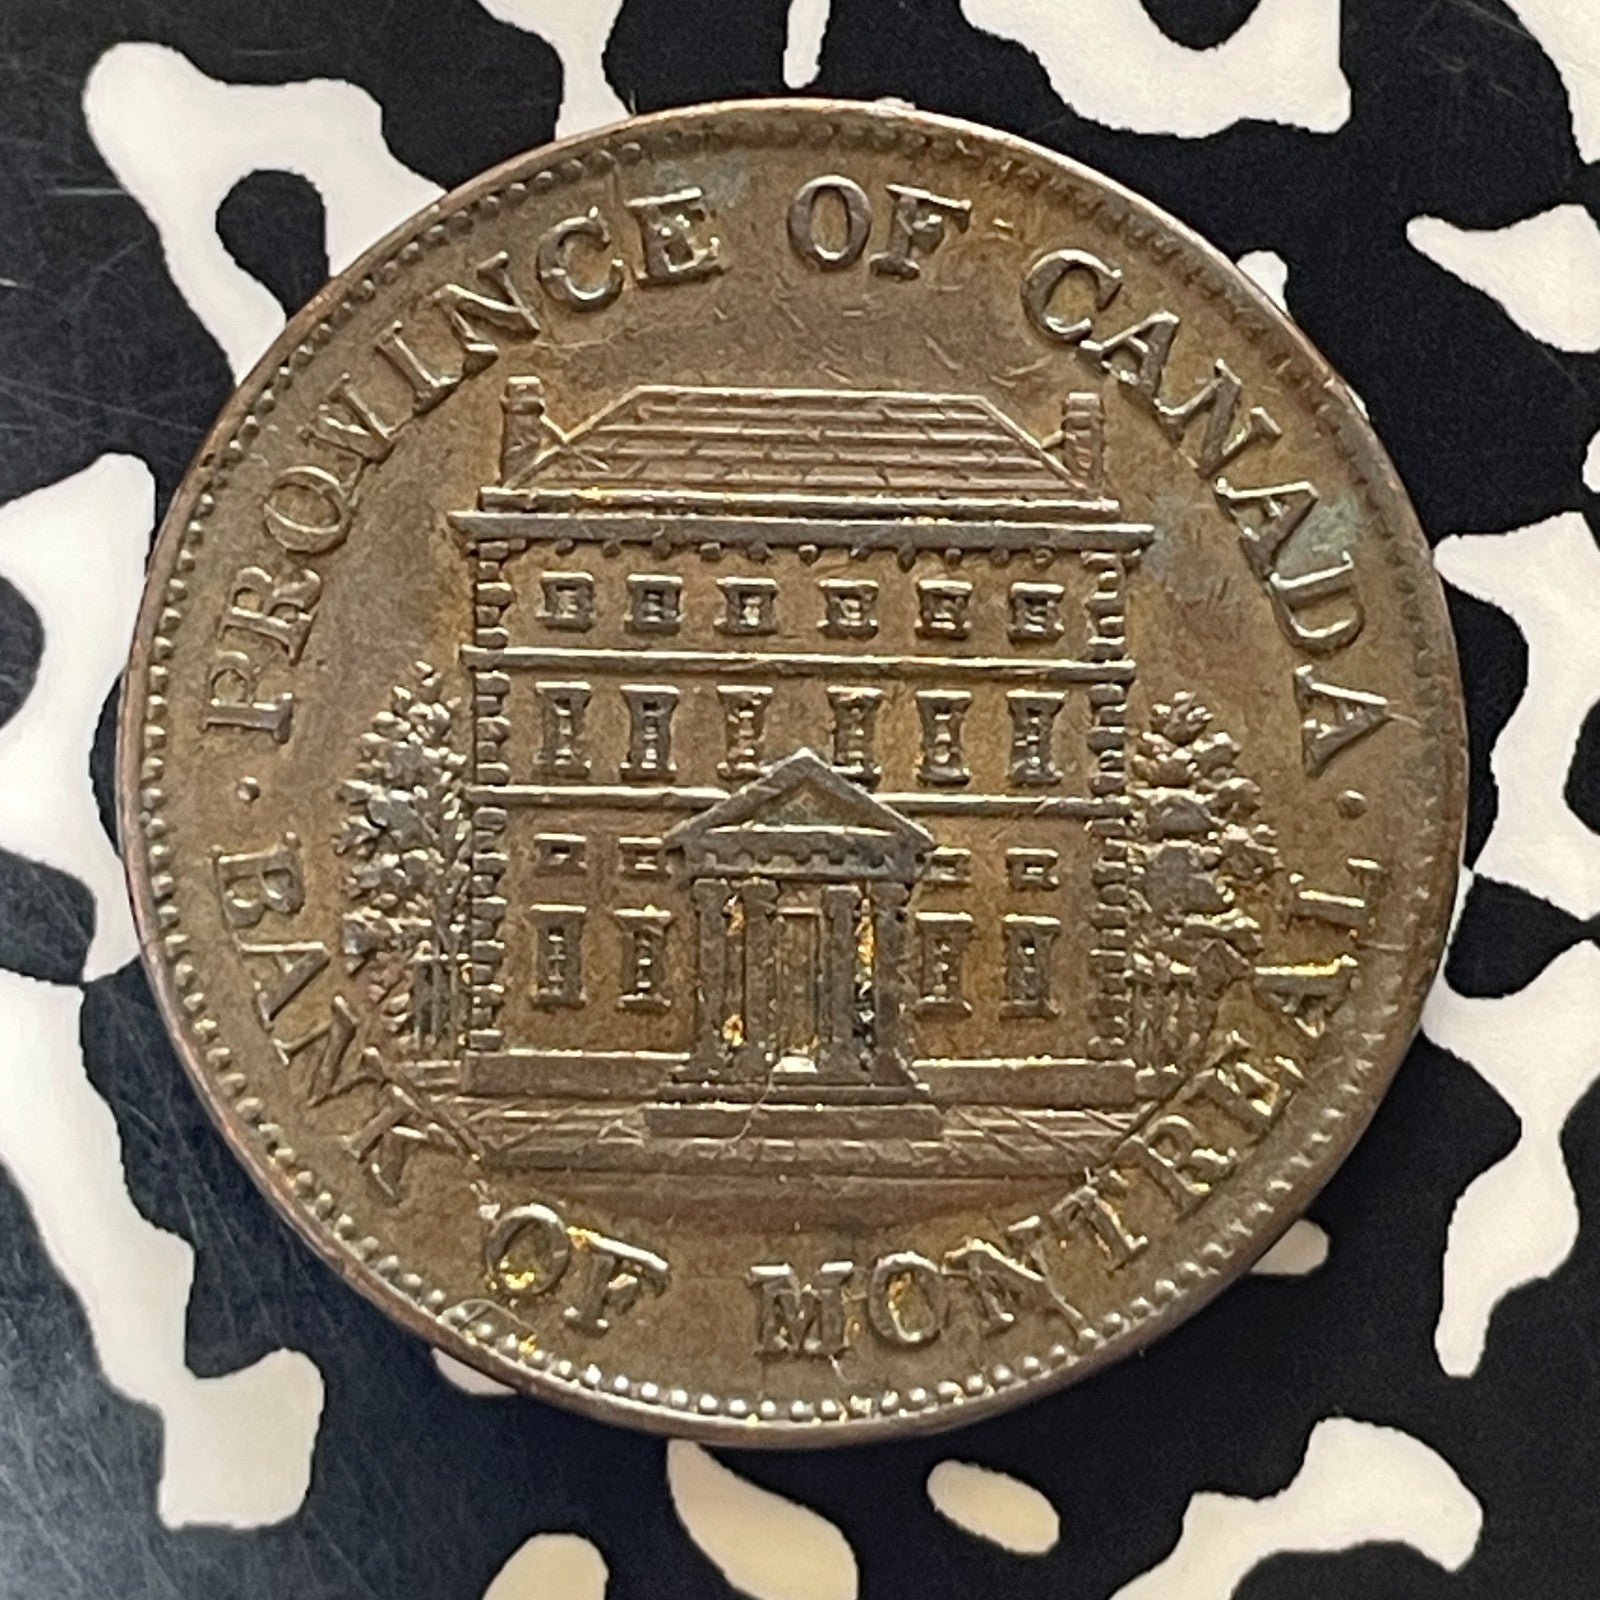 PROVINCE OF CANADA
BANK OF MONTREAL